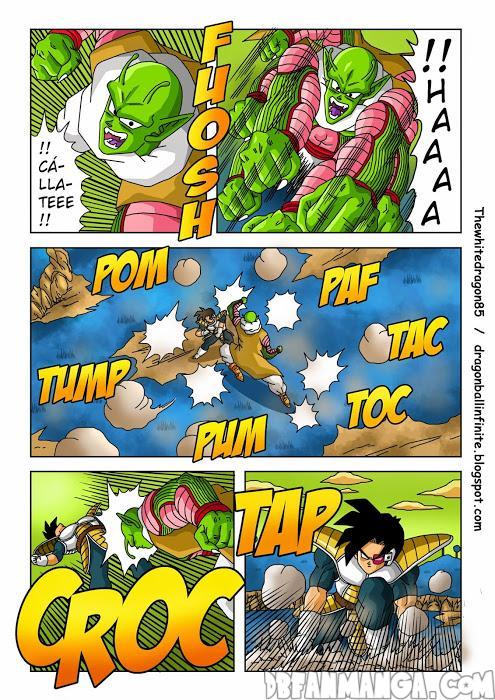 !!
CÁ-
LLA-
TEEE
!!
FUOSH
!!HAAAA
POM
PAF
TAC
TUMP
TOC
PUM
CROC
TAP
Thewhitedragon85 / dragonballinfinite.blogspot.com
DBFANMANGA.COM